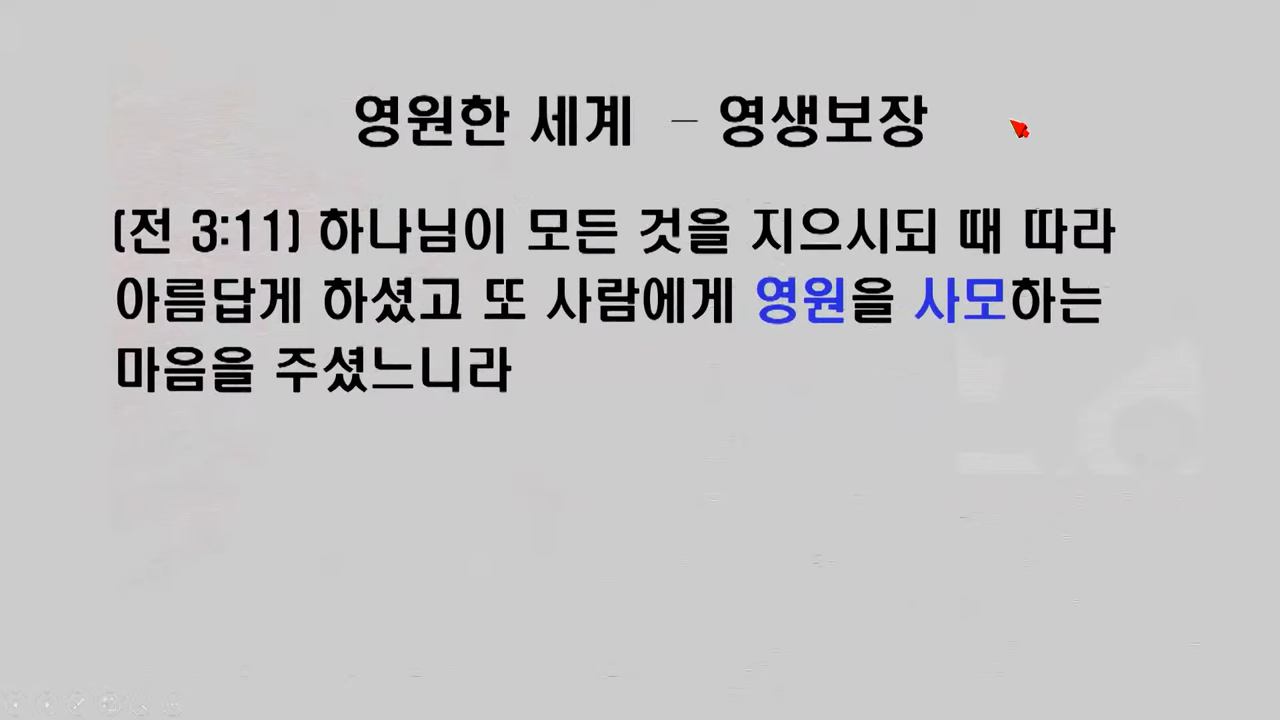 영원한 세계 – 영생보장
(전 3:11) 하나님이 모든 것을 지으시되 때 따라
아름답게 하셨고 또 사람에게 영원을 사모하는
마음을 주셨느니라